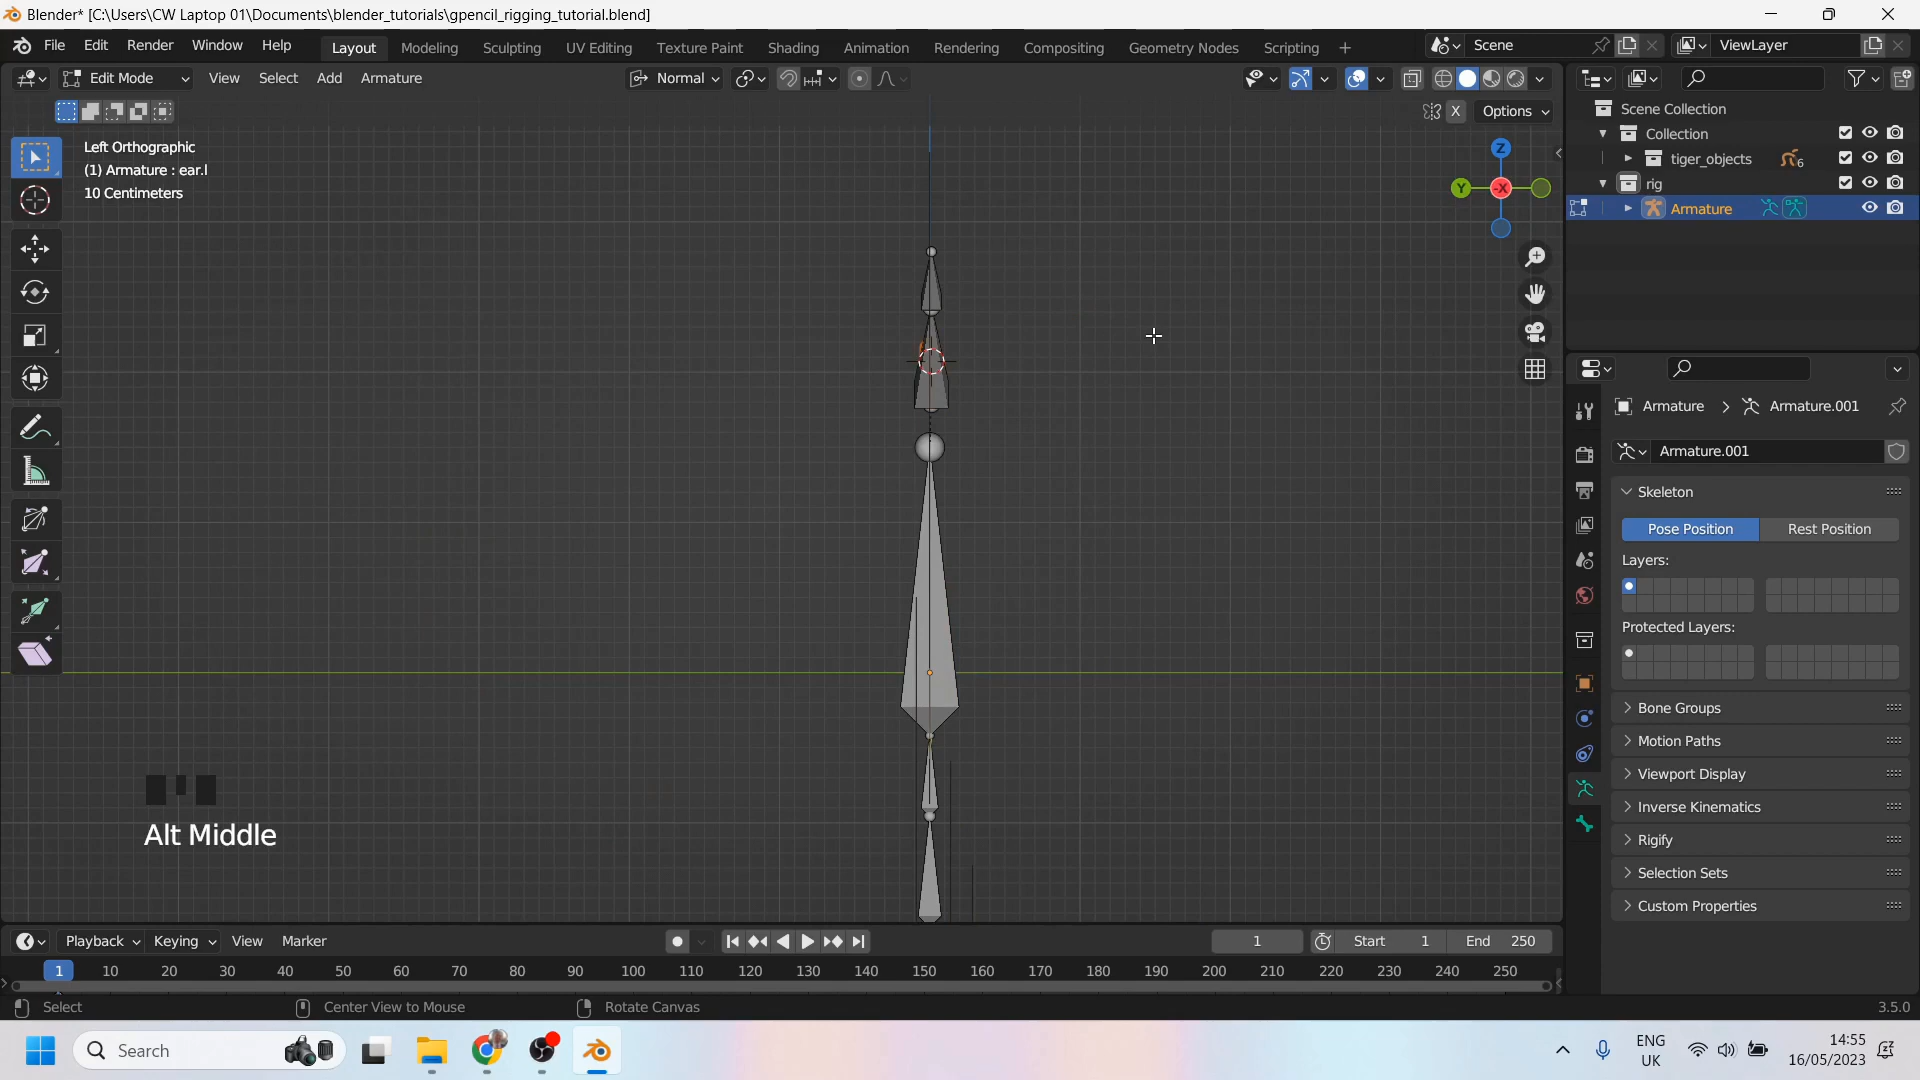 Blender* [C:\Users\CW Laptop 01\Documents\blender_tutorials\gpencil_rigging_tutorial.blend]
File Edit Render Window Help Layout Modeling Sculpting UV Editing Texture Paint Shading Animation Rendering Compositing Geometry Nodes Scripting + Scene ViewLayer
Edit Mode View Select Add Armature Normal
X Options
Left Orthographic
(1) Armature : ear.l
10 Centimeters
Z
Y -X
Scene Collection
Collection
tiger_objects 6
rig
Armature
Armature > Armature.001
Armature.001
Skeleton
Pose Position Rest Position
Layers:
Protected Layers:
Bone Groups
Motion Paths
Viewport Display
Inverse Kinematics
Rigify
Selection Sets
Custom Properties
Alt Middle
Playback Keying View Marker 1 Start 1 End 250
1 10 20 30 40 50 60 70 80 90 100 110 120 130 140 150 160 170 180 190 200 210 220 230 240 250
Select Center View to Mouse Rotate Canvas 3.5.0
Search
ENG
UK
14:55
16/05/2023